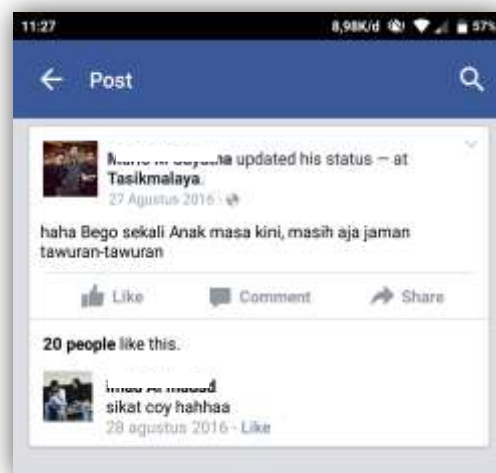 11:27 8,98K/d 57%
Post
updated his status — at
Tasikmalaya.
27 Agustus 2016
haha Bego sekali Anak masa kini, masih aja jaman
tawuran-tawuran
Like Comment Share
20 people like this.
sikat coy hahhaa
28 agustus 2016 · Like